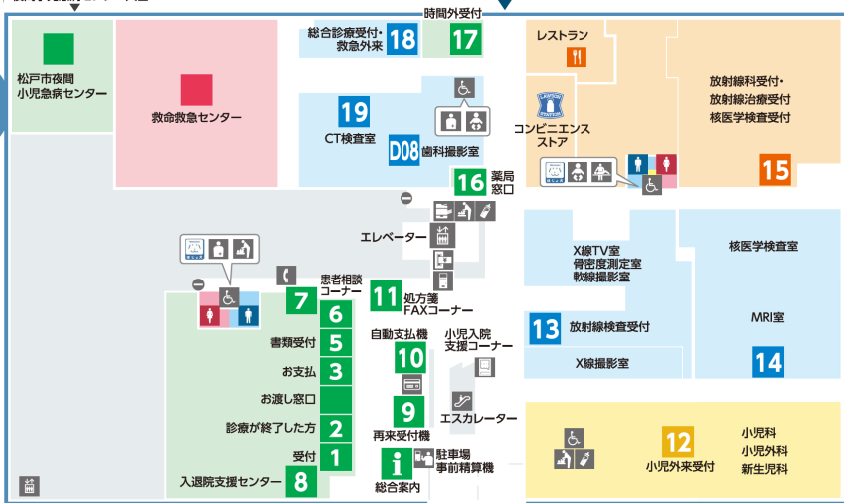 時間外受付
17
総合診療受付・
救急外来
18
松戸市夜間
小児急病センター
救命救急センター
19
CT検査室
D08
歯科撮影室
16
薬局
窓口
レストラン
LAWSON
STATION
コンビニエンス
ストア
放射線科受付・
放射線治療受付
核医学検査受付
15
エレベーター
X線TV室
骨密度測定室
軟線撮影室
核医学検査室
13
放射線検査受付
MRI室
X線撮影室
14
患者相談
コーナー
7
6
11
処方箋
FAXコーナー
書類受付
5
お支払
3
お渡し窓口
診療が終了した方
2
受付
1
入退院支援センター
8
自動支払機
10
9
再来受付機
小児入院
支援コーナー
エスカレーター
i
総合案内
駐車場
事前精算機
12
小児外来受付
小児科
小児外科
新生児科